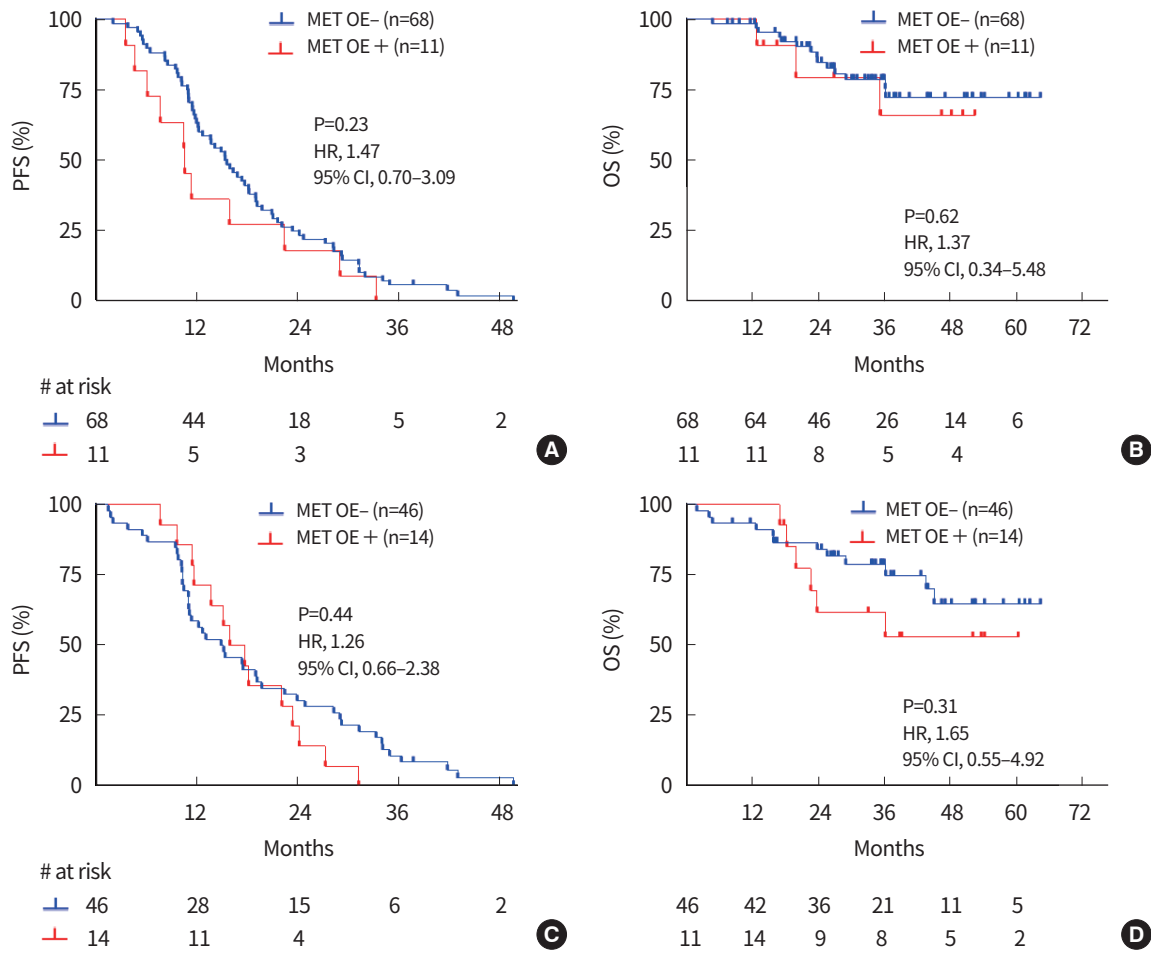 100
75
50
25
0
PFS (%)
MET OE– (n=68)
MET OE + (n=11)
P=0.23
HR, 1.47
95% CI, 0.70–3.09
12 24 36 48
Months
# at risk
68 44 18 5 2
11 5 3
A
100
75
50
25
0
OS (%)
MET OE– (n=68)
MET OE + (n=11)
P=0.62
HR, 1.37
95% CI, 0.34–5.48
12 24 36 48 60 72
Months
68 64 46 26 14 6
11 11 8 5 4
B
100
75
50
25
0
PFS (%)
MET OE– (n=46)
MET OE + (n=14)
P=0.44
HR, 1.26
95% CI, 0.66–2.38
12 24 36 48
Months
# at risk
46 28 15 6 2
14 11 4
C
100
75
50
25
0
OS (%)
MET OE– (n=46)
MET OE + (n=14)
P=0.31
HR, 1.65
95% CI, 0.55–4.92
12 24 36 48 60 72
Months
46 42 36 21 11 5
11 14 9 8 5 2
D